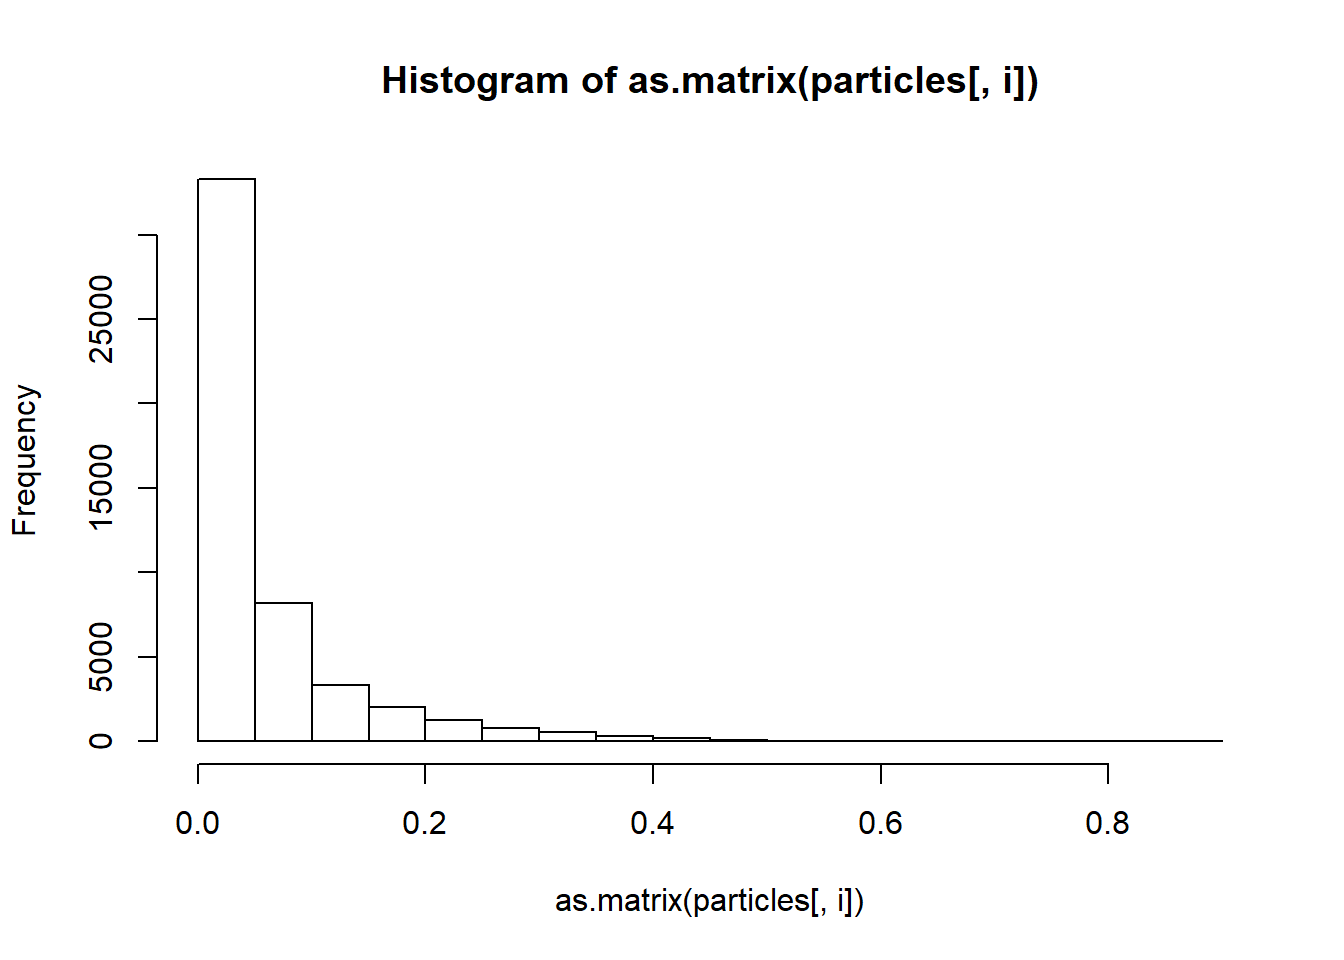 Histogram of as.matrix(particles[, i])
Frequency
25000
15000
5000
0
0.0 0.2 0.4 0.6 0.8
as.matrix(particles[, i])